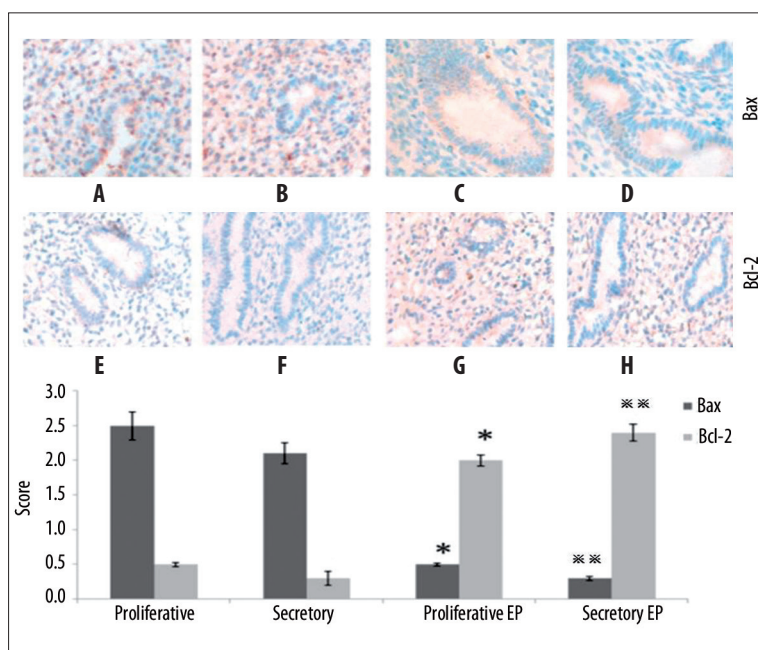 A B C D
Bax
E F G H
Bcl-2
3.0
2.5
2.0
1.5
1.0
0.5
0.0
Score
* *
※※ ※※
Bax
Bcl-2
Proliferative Secretory Proliferative EP Secretory EP